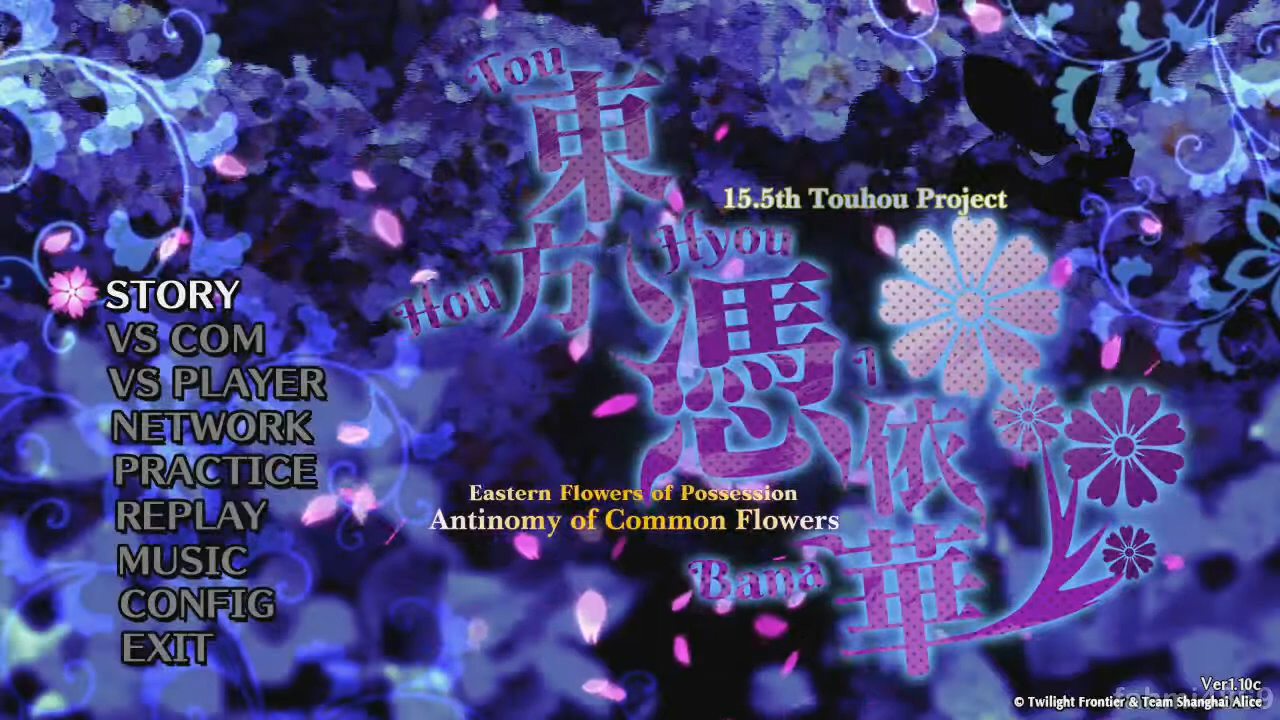 Tou
東
15.5th Touhou Project
Hyou
方
Hou
憑
STORY
VS COM
I
VS PLAYER
依
NETWORK
PRACTICE
Eastern Flowers of Possession
REPLAY
Antinomy of Common Flowers
MUSIC
Bana
華
CONFIG
EXIT
Ver1.10c
© Twilight Frontier & Team Shanghai Alice